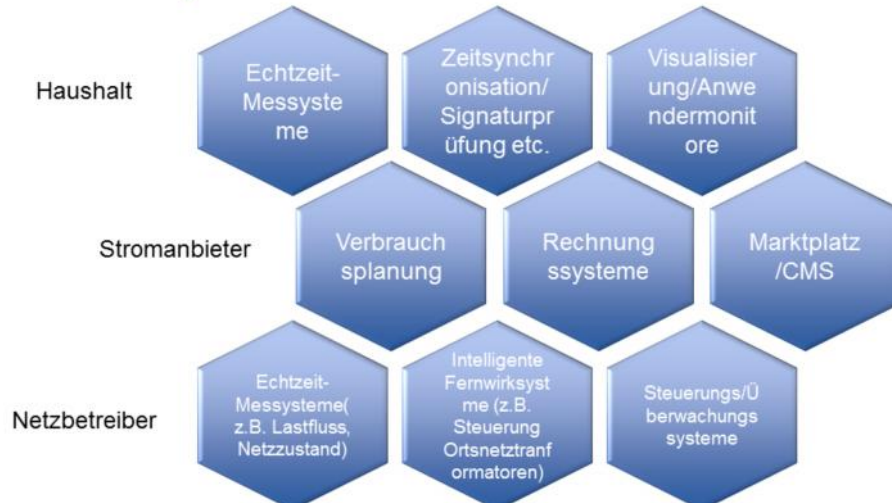 Haushalt
Echtzeit-
Messyste
me
Zeitsynchr
onisation/
Signaturpr
üfung etc.
Visualisier
ung/Anwe
ndermonit
ore
Stromanbieter
Verbrauch
splanung
Rechnung
ssysteme
Marktplatz
/CMS
Netzbetreiber
Echtzeit-
Messysteme(
z.B. Lastfluss,
Netzzustand)
Intelligente
Fernwirksyst
me (z.B.
Steuerung
Ortsnetztranf
ormatoren)
Steuerungs/Ü
berwachungs
systeme